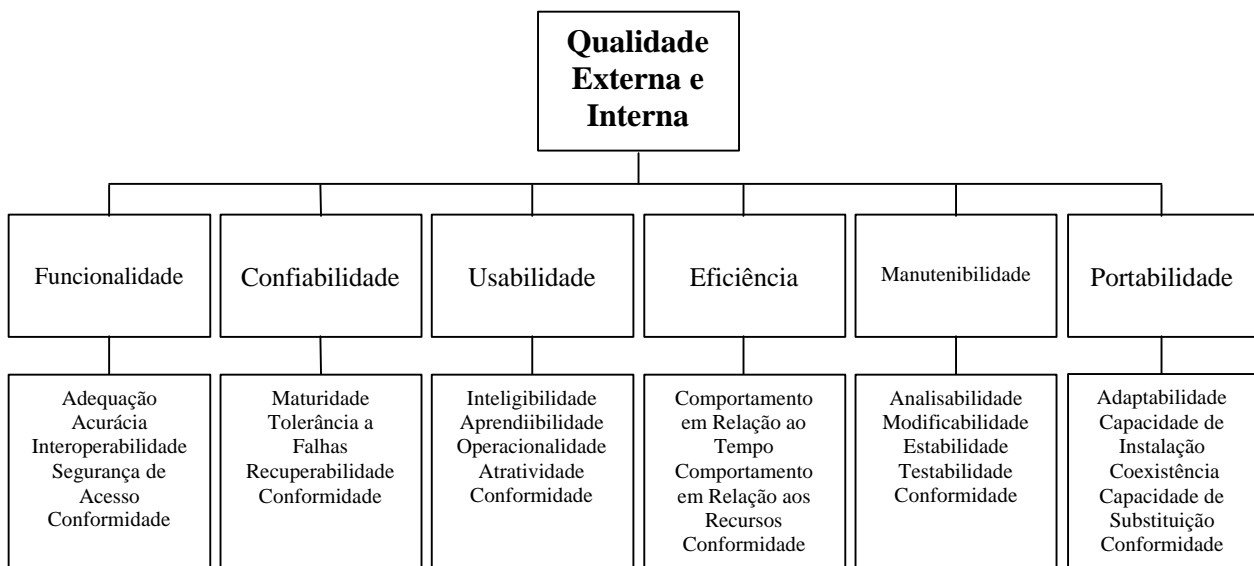 Qualidade
Externa e
Interna
Funcionalidade
Confiabilidade
Usabilidade
Eficiência
Manutenibilidade
Portabilidade
Adequação
Acurácia
Interoperabilidade
Segurança de
Acesso
Conformidade
Maturidade
Tolerância a
Falhas
Recuperabilidade
Conformidade
Inteligibilidade
Aprendiibilidade
Operacionalidade
Atratividade
Conformidade
Comportamento
em Relação ao
Tempo
Comportamento
em Relação aos
Recursos
Conformidade
Analisabilidade
Modificabilidade
Estabilidade
Testabilidade
Conformidade
Adaptabilidade
Capacidade de
Instalação
Coexistência
Capacidade de
Substituição
Conformidade